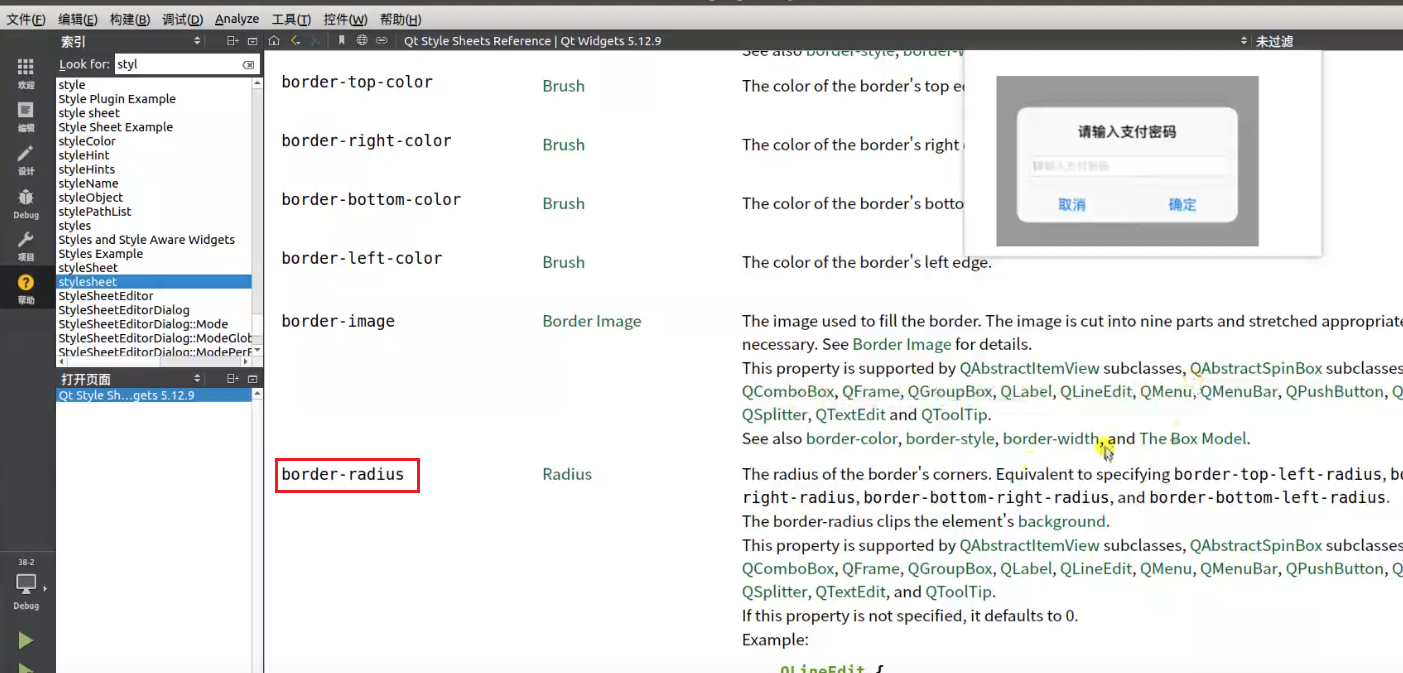 文件(F) 编辑(E) 构建(B) 调试(D) Analyze 工具(T) 控件(W) 帮助(H)
索引
Qt Style Sheets Reference | Qt Widgets 5.12.9
未过滤
Look for: styl
欢迎
编辑
设计
Debug
项目
帮助
38-2
Debug
style
Style Plugin Example
style sheet
Style Sheet Example
styleColor
styleHint
styleHints
styleName
styleObject
stylePathList
styles
Styles and Style Aware Widgets
Styles Example
styleSheet
stylesheet
StyleSheetEditor
StyleSheetEditorDialog
StyleSheetEditorDialog::Mode
StyleSheetEditorDialog::ModeGlob
StyleSheetEditorDialog::ModePerF
打开页面
Qt Style Sh...gets 5.12.9
See also border-style, border-
border-top-color Brush The color of the border's top
border-right-color Brush The color of the border's right
border-bottom-color Brush The color of the border's botto
border-left-color Brush The color of the border's left edge.
请输入支付密码
请输入支付密码
取消 确定
border-image Border Image The image used to fill the border. The image is cut into nine parts and stretched appropriate
necessary. See Border Image for details.
This property is supported by QAbstractItemView subclasses, QAbstractSpinBox subclasses
QComboBox, QFrame, QGroupBox, QLabel, QLineEdit, QMenu, QMenuBar, QPushButton, Q
QSplitter, QTextEdit and QToolTip.
See also border-color, border-style, border-width, and The Box Model.
border-radius Radius The radius of the border's corners. Equivalent to specifying border-top-left-radius, bo
right-radius, border-bottom-right-radius, and border-bottom-left-radius.
The border-radius clips the element's background.
This property is supported by QAbstractItemView subclasses, QAbstractSpinBox subclasses
QComboBox, QFrame, QGroupBox, QLabel, QLineEdit, QMenu, QMenuBar, QPushButton, Q
QSplitter, QTextEdit, and QToolTip.
If this property is not specified, it defaults to 0.
Example:
QLineEdit {